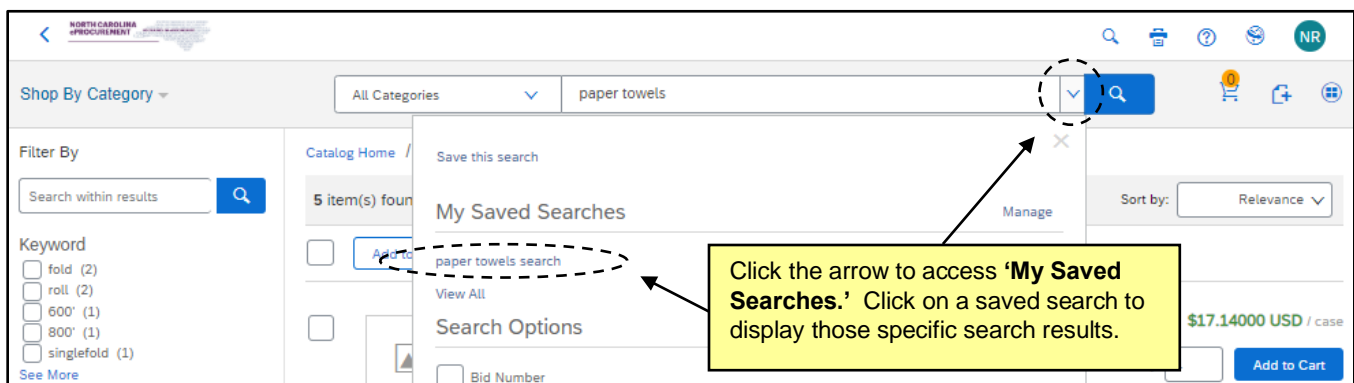 NORTH CAROLINA
ePROCUREMENT
NR
Shop By Category
All Categories
paper towels
0
Filter By
Search within results
Keyword
fold (2)
roll (2)
600' (1)
800' (1)
singlefold (1)
See More
Catalog Home /
5 item(s) foun
Sort by:
Relevance
Add to
Save this search
My Saved Searches
Manage
paper towels search
View All
Search Options
Bid Number
Click the arrow to access ‘My Saved
Searches.’ Click on a saved search to
display those specific search results.
$17.14000 USD / case
Add to Cart